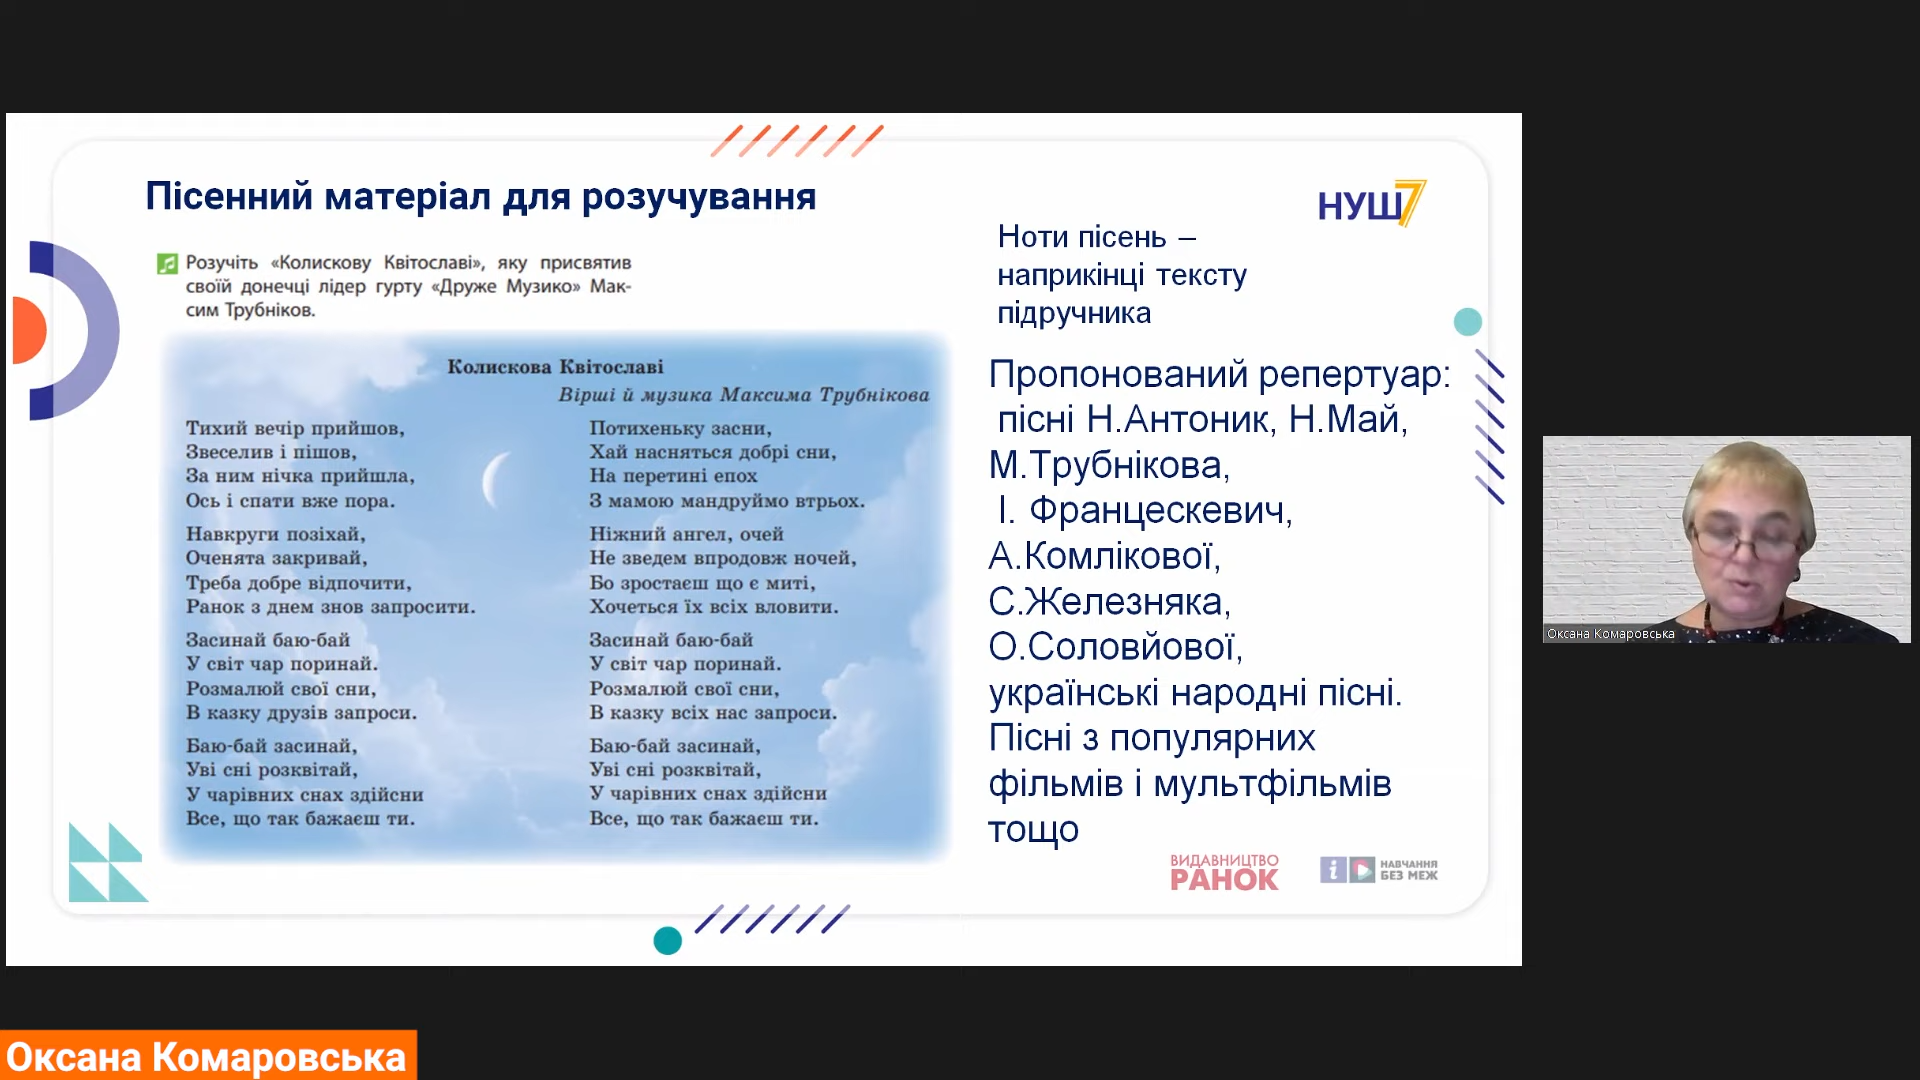 Пісенний матеріал для розучування
НУШ7
Розучіть «Колискову Квітославі», яку присвятив
своїй донечці лідер гурту «Друже Музико» Мак-
сим Трубніков.
Колискова Квітославі
Вірші й музика Максима Трубнікова
Тихий вечір прийшов,
Звеселив і пішов,
За ним нічка прийшла,
Ось і спати вже пора.
Навкруги позіхай,
Оченята закривай,
Треба добре відпочити,
Ранок з днем знов запросити.
Засинай баю-бай
У світ чар поринай.
Розмалюй свої сни,
В казку друзів запроси.
Баю-бай засинай,
Уві сні розквітай,
У чарівних снах здійсни
Все, що так бажаєш ти.
Потихеньку засни,
Хай насняться добрі сни,
На перетині епох
З мамою мандруймо втрьох.
Ніжний ангел, очей
Не зведем впродовж ночей,
Бо зростаєш що є миті,
Хочеться їх всіх вловити.
Засинай баю-бай
У світ чар поринай.
Розмалюй свої сни,
В казку всіх нас запроси.
Баю-бай засинай,
Уві сні розквітай,
У чарівних снах здійсни
Все, що так бажаєш ти.
Ноти пісень –
наприкінці тексту
підручника
Пропонований репертуар:
пісні Н.Антоник, Н.Май,
М.Трубнікова,
І. Францескевич,
А.Комлікової,
С.Железняка,
О.Соловйової,
українські народні пісні.
Пісні з популярних
фільмів і мультфільмів
тощо
ВИДАВНИЦТВО
РАНОК
НАВЧАННЯ
БЕЗ МЕЖ
Оксана Комаровська
Оксана Комаровська